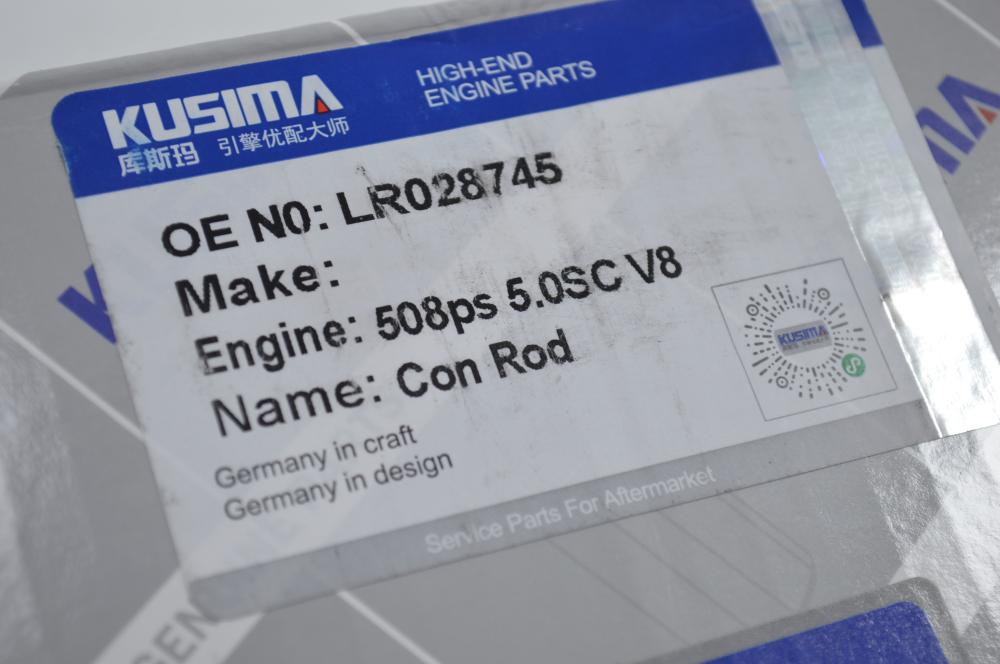 KUSIMA
库斯玛 引擎优配大师
HIGH-END
ENGINE PARTS
OE N0: LR028745
Make:
Engine: 508ps 5.0SC V8
Name: Con Rod
KUSIMA
Germany in craft
Germany in design
Service Parts For Aftermarket